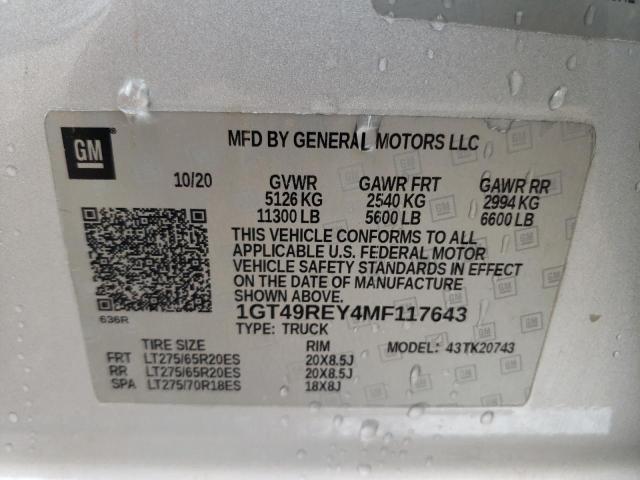 GM
MFD BY GENERAL MOTORS LLC
10/20 GVWR GAWR FRT GAWR RR
5126 KG 2540 KG 2994 KG
11300 LB 5600 LB 6600 LB
THIS VEHICLE CONFORMS TO ALL
APPLICABLE U.S. FEDERAL MOTOR
VEHICLE SAFETY STANDARDS IN EFFECT
ON THE DATE OF MANUFACTURE
SHOWN ABOVE.
636R
1GT49REY4MF117643
TYPE: TRUCK
TIRE SIZE RIM MODEL: 43TK20743
FRT LT275/65R20ES 20X8.5J
RR LT275/65R20ES 20X8.5J
SPA LT275/70R18ES 18X8J